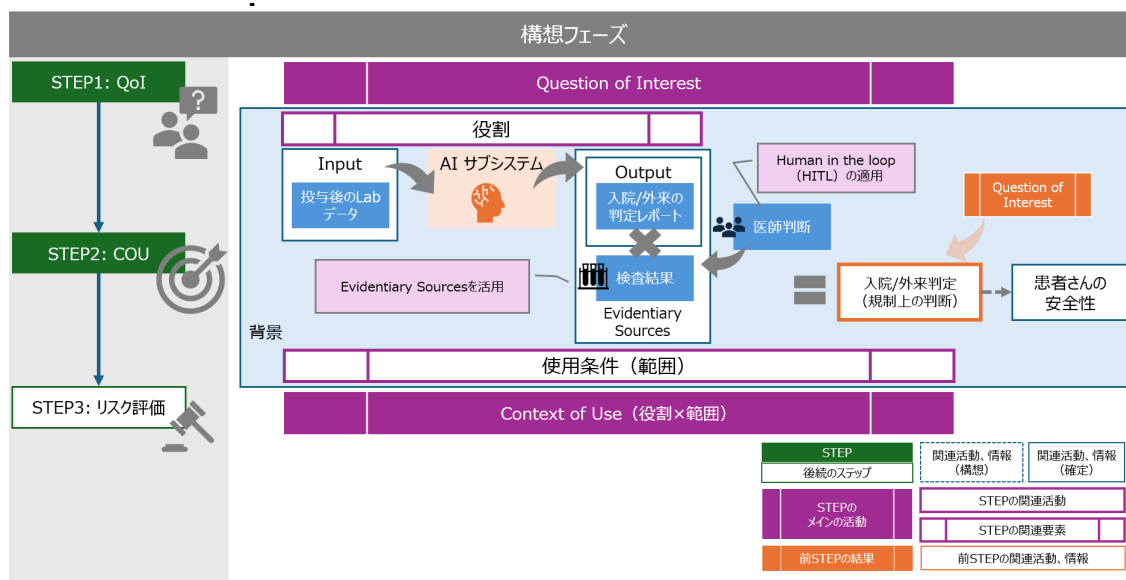 構想フェーズ
STEP1: QoI
STEP2: COU
STEP3: リスク評価
Question of Interest
役割
Input
投与後のLab
データ
AI サブシステム
Output
入院/外来の
判定レポート
検査結果
Evidentiary
Sources
Evidentiary Sourcesを活用
Human in the loop
（HITL）の適用
医師判断
Question of
Interest
入院/外来判定
（規制上の判断）
患者さんの
安全性
背景
使用条件（範囲）
Context of Use（役割×範囲）
STEP
後続のステップ
STEPの
メインの活動
前STEPの結果
関連活動、情報
（構想）
関連活動、情報
（確定）
STEPの関連活動
STEPの関連要素
前STEPの関連活動、情報